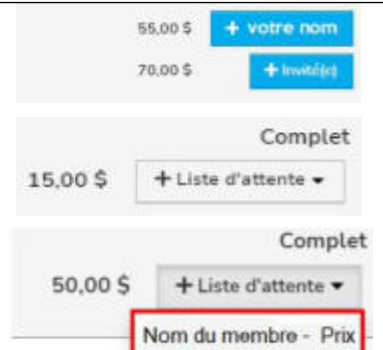 55,00 $ + votre nom
70,00 $ + Invité(e)
Complet
15,00 $ + Liste d'attente
Complet
50,00 $ + Liste d'attente
Nom du membre - Prix